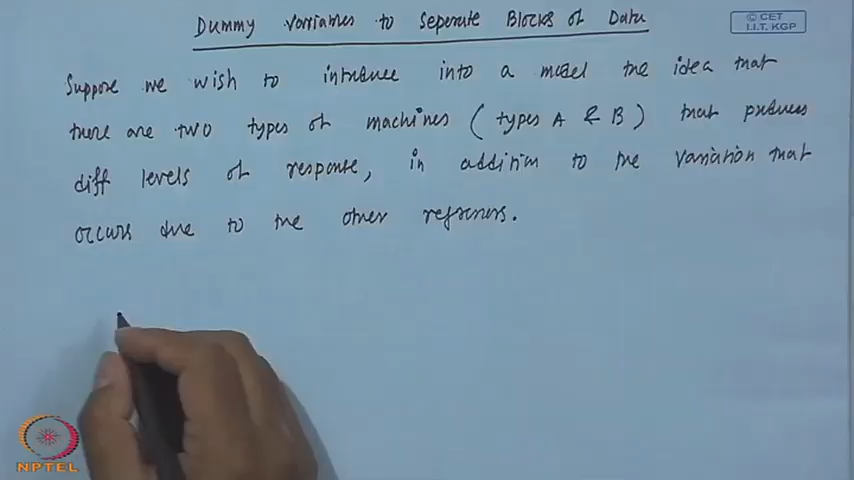 Dummy variables to Seperate Blocks of Data
© CET
I.I.T. KGP
Suppose we wish to introduce into a model the idea that
there are two types of machines ( types A & B ) that produces
diff levels of response, in addition to the variation that
occurs due to the other regressors.
NPTEL